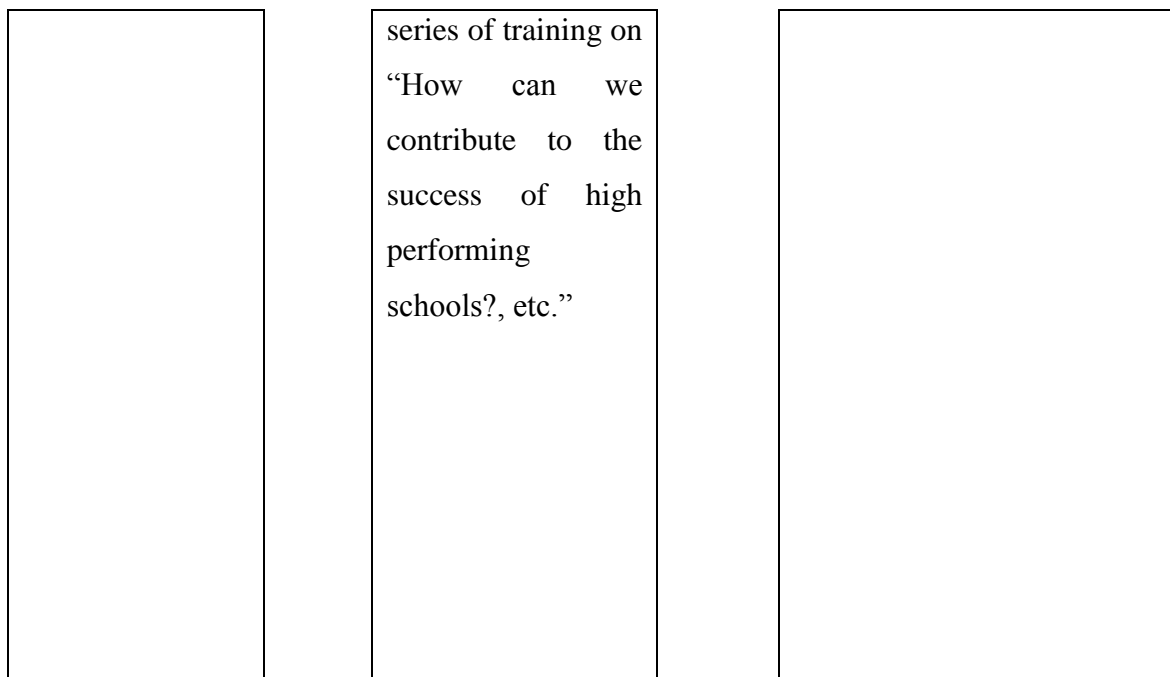 series of training on
“How can we
contribute to the
success of high
performing
schools?, etc.”